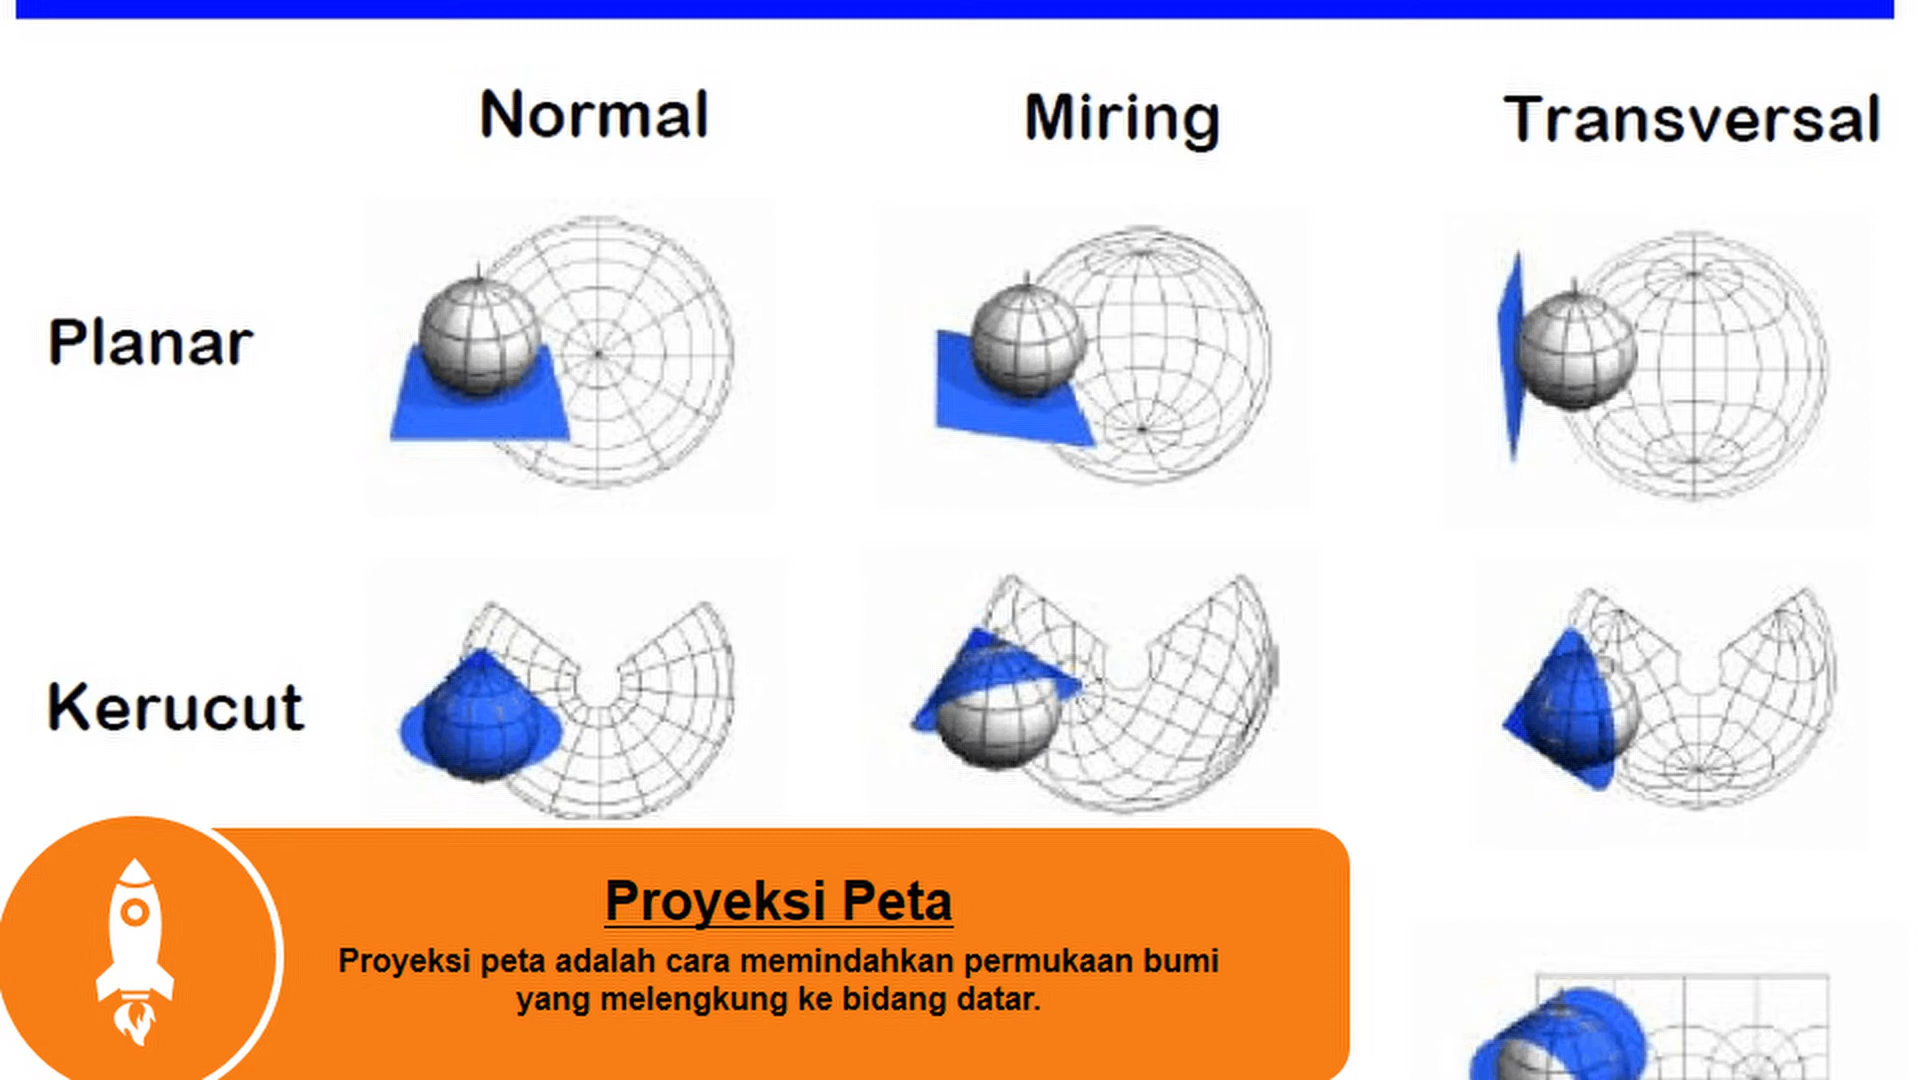 Normal
Miring
Transversal
Planar
Kerucut
Proyeksi Peta
Proyeksi peta adalah cara memindahkan permukaan bumi
yang melengkung ke bidang datar.